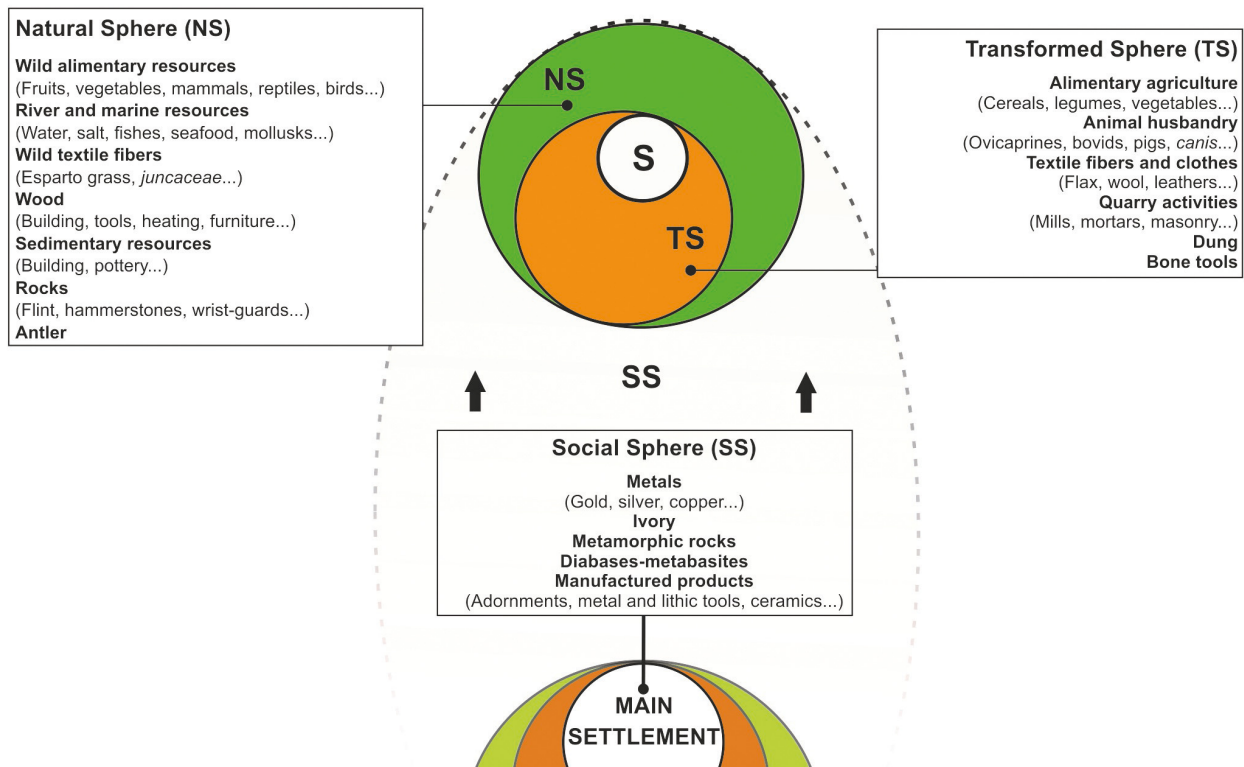 Natural Sphere (NS)
Wild alimentary resources
(Fruits, vegetables, mammals, reptiles, birds...)
River and marine resources
(Water, salt, fishes, seafood, mollusks...)
Wild textile fibers
(Esparto grass, juncaceae...)
Wood
(Building, tools, heating, furniture...)
Sedimentary resources
(Building, pottery...)
Rocks
(Flint, hammerstones, wrist-guards...)
Antler
NS
S
TS
Transformed Sphere (TS)
Alimentary agriculture
(Cereals, legumes, vegetables...)
Animal husbandry
(Ovicaprines, bovids, pigs, canis...)
Textile fibers and clothes
(Flax, wool, leathers...)
Quarry activities
(Mills, mortars, masonry...)
Dung
Bone tools
SS
Social Sphere (SS)
Metals
(Gold, silver, copper...)
Ivory
Metamorphic rocks
Diabases-metabasites
Manufactured products
(Adornments, metal and lithic tools, ceramics...)
MAIN
SETTLEMENT